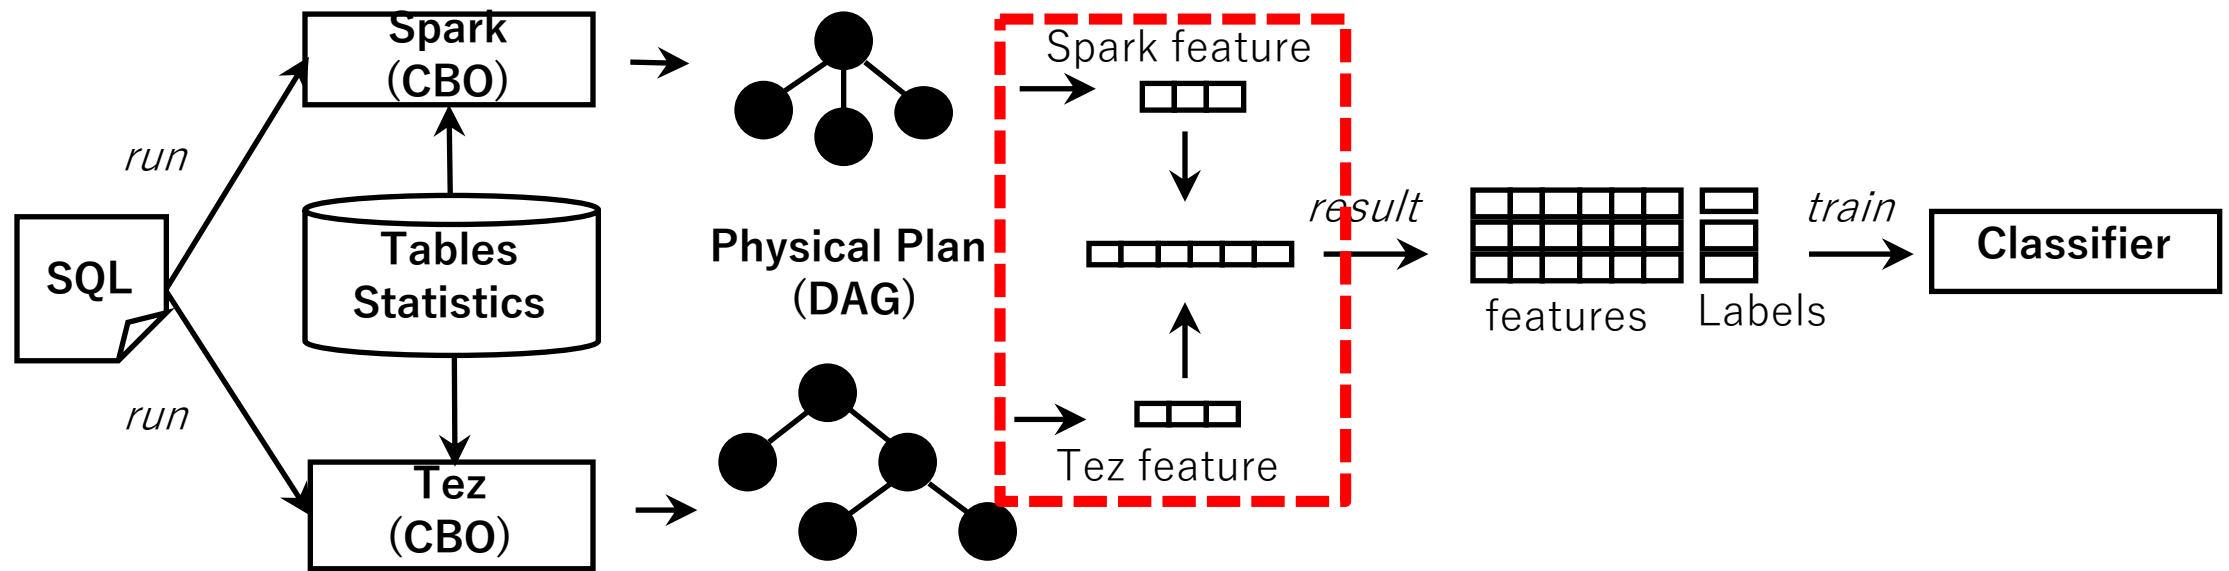 Spark
(CBO)
Spark feature
run
result
train
SQL
Tables
Statistics
Physical Plan
(DAG)
Classifier
features
Labels
run
Tez feature
Tez
(CBO)